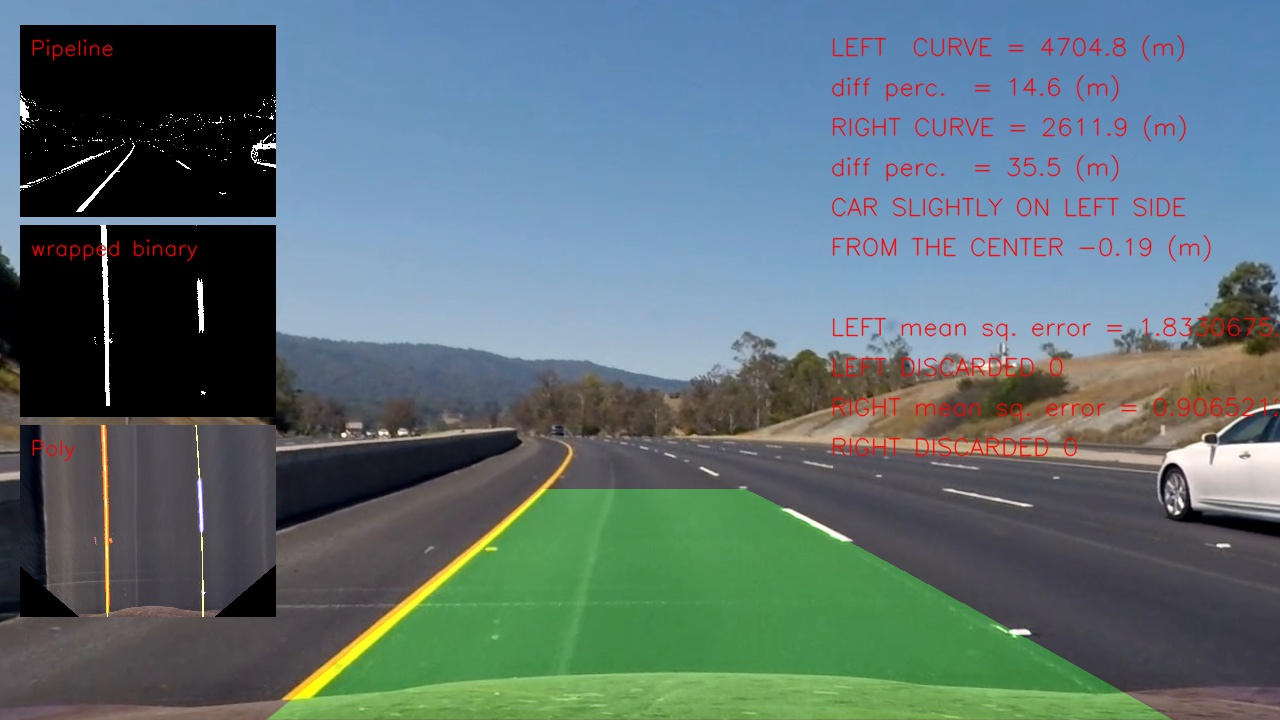 Pipeline
wrapped binary
Poly
LEFT  CURVE = 4704.8 (m)
diff perc.  = 14.6 (m)
RIGHT CURVE = 2611.9 (m)
diff perc.  = 35.5 (m)
CAR SLIGHTLY ON LEFT SIDE
FROM THE CENTER -0.19 (m)
LEFT mean sq. error = 1.8330675
LEFT DISCARDED 0
RIGHT mean sq. error = 0.906521
RIGHT DISCARDED 0